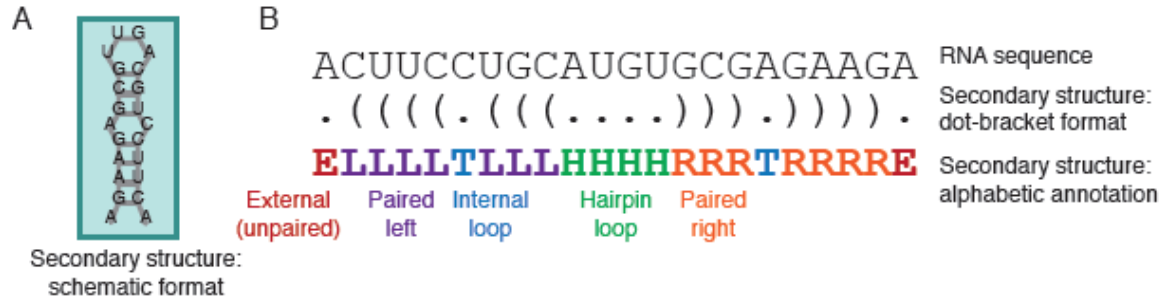 A
U G
U A
G C
C G
G U
A C
G C
A U
A U
G C
A A
Secondary structure:
schematic format
B
ACUUCCUGCAUGUGCGAGAAGA
RNA sequence
.((((.(((....))).)))).
Secondary structure:
dot-bracket format
ELLLLTLLLHHHHRRRTRRRRE
Secondary structure:
alphabetic annotation
External
(unpaired)
Paired
left
Internal
loop
Hairpin
loop
Paired
right